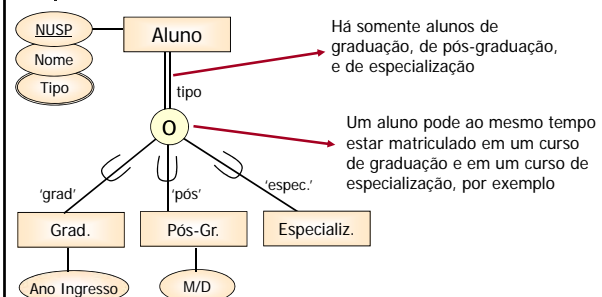 NUSP
Nome
Tipo
Aluno
Há somente alunos de
graduação, de pós-graduação,
e de especialização
tipo
O
Um aluno pode ao mesmo tempo
estar matriculado em um curso
de graduação e em um curso de
especialização, por exemplo
'grad'
'pós'
'espec.'
Grad.
Pós-Gr.
Especializ.
Ano Ingresso
M/D